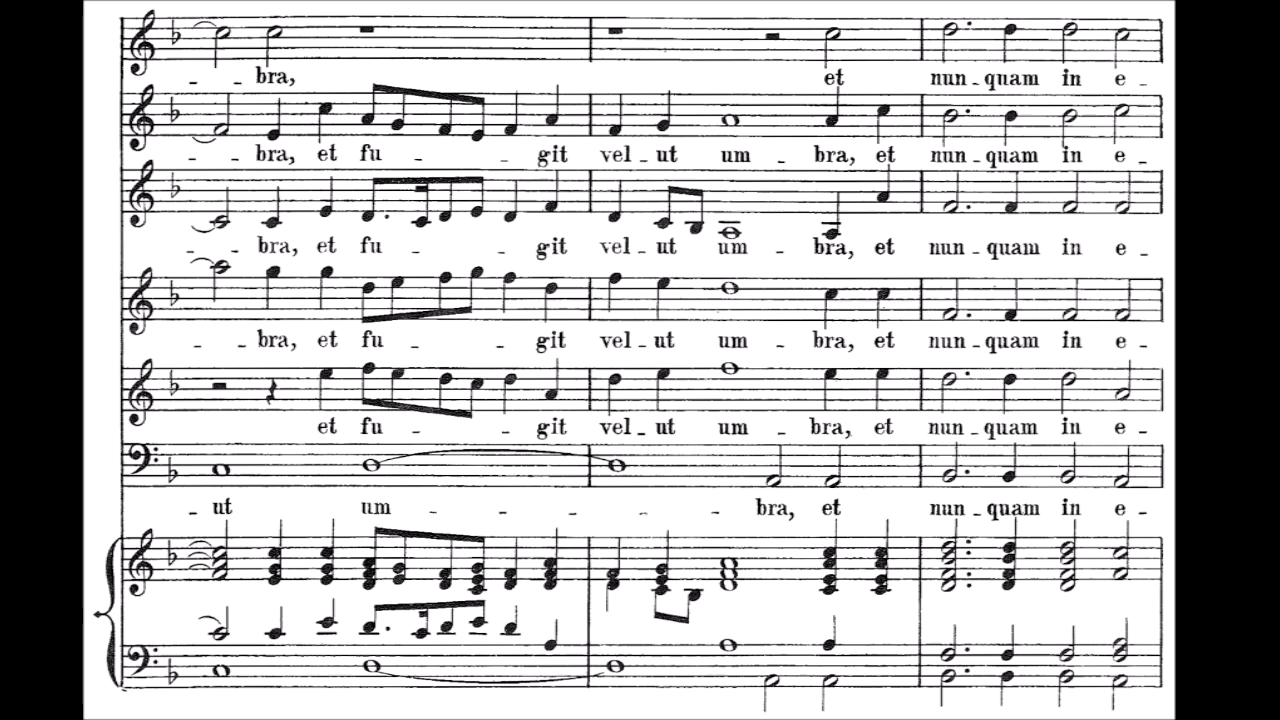 - - bra, et nun - quam in e -
- - bra, et fu - - git vel - ut um - bra, et nun - quam in e -
- - bra, et fu - - git vel - ut um - bra, et nun - quam in e -
- - bra, et fu - - git vel - ut um - bra, et nun - quam in e -
et fu - - git vel - ut um - bra, et nun - quam in e -
- ut um - - - - - bra, et nun - quam in e -